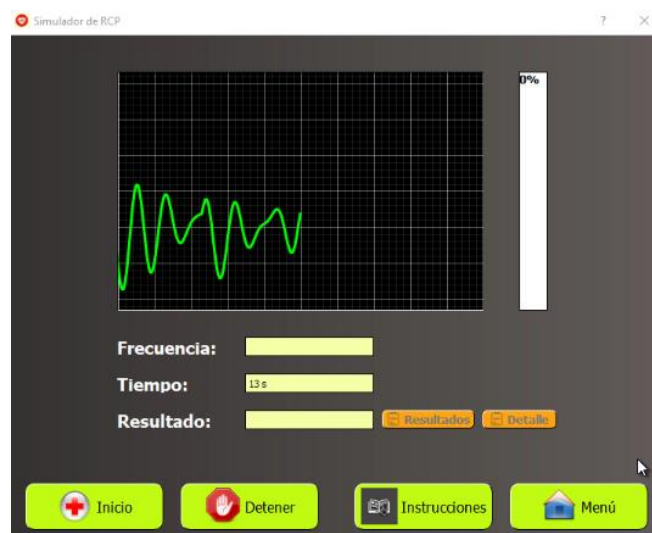 Simulador de RCP
0%
Frecuencia:
Tiempo: 13 s
Resultado: Resultados Detalle
Inicio Detener Instrucciones Menú